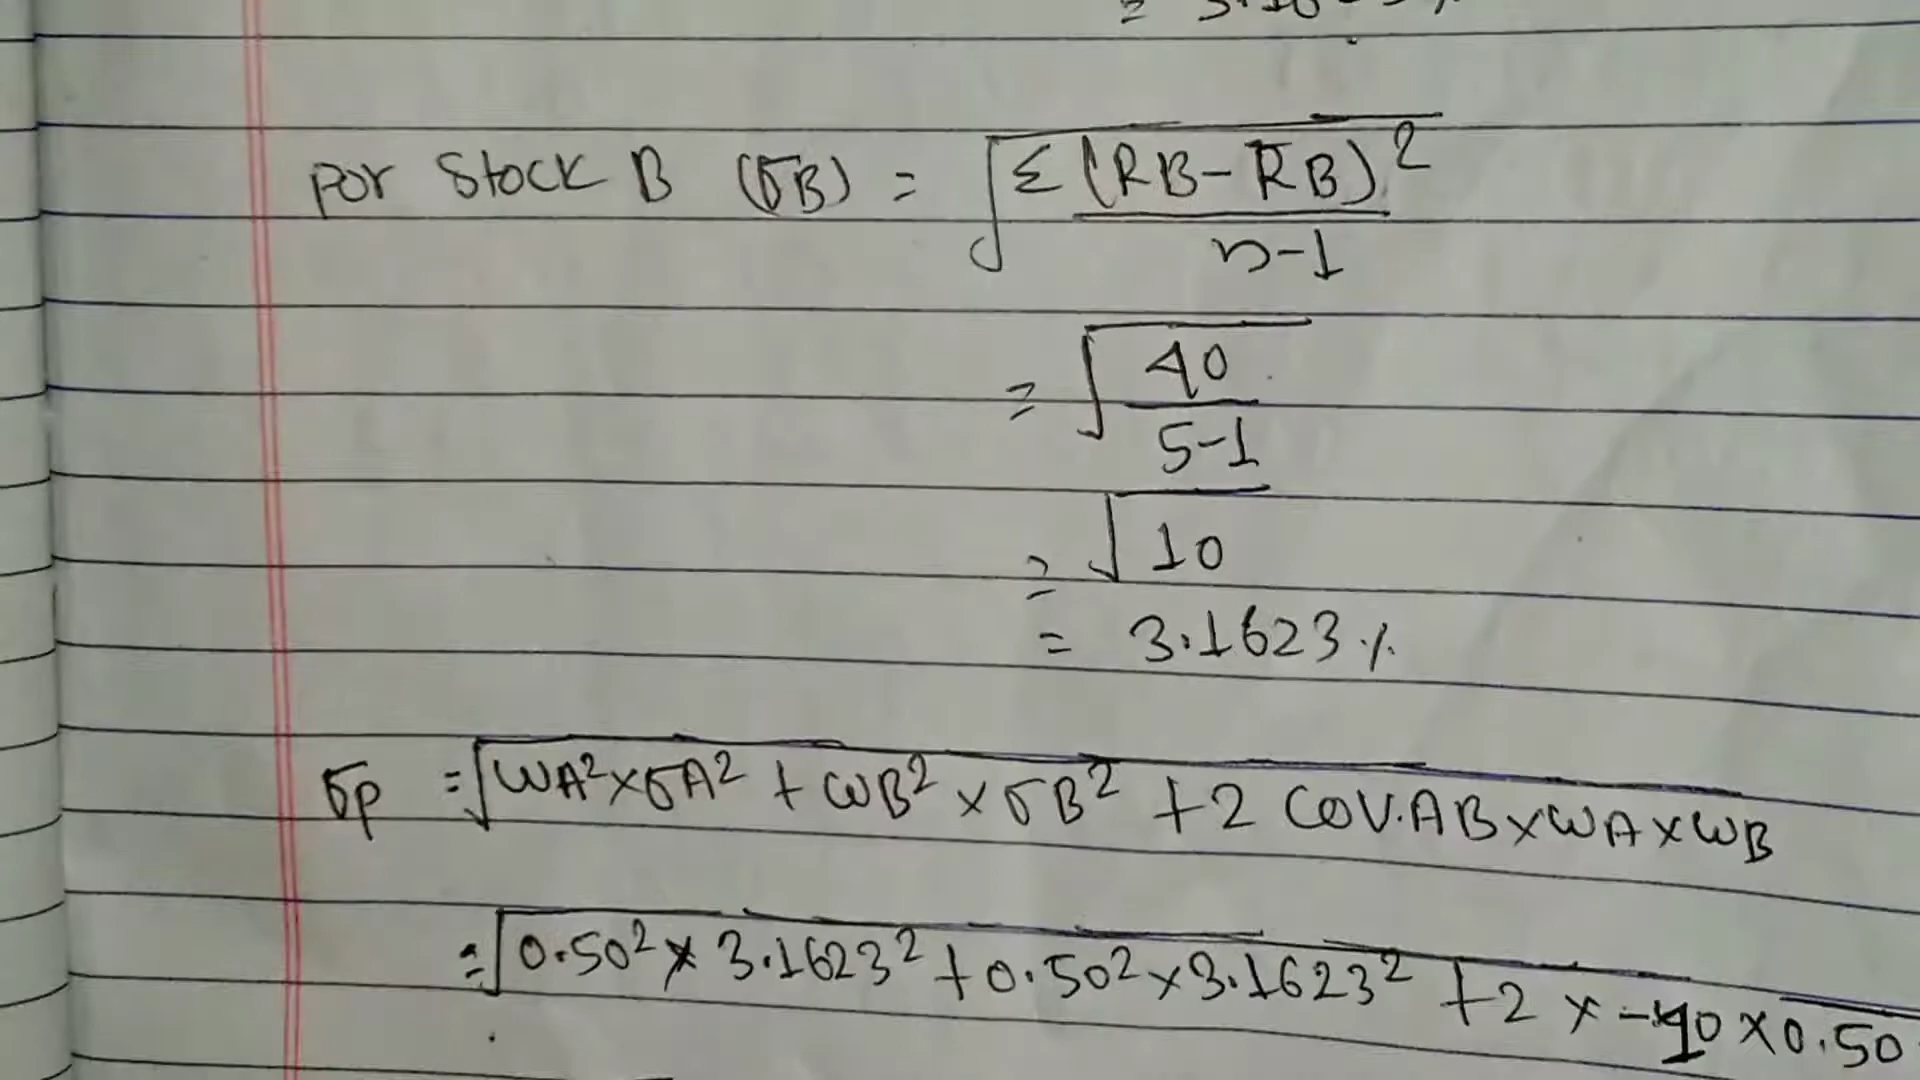 For Stock B (σB) = √Σ(RB-R̅B)²
n-1
= √40
5-1
= √10
= 3.1623%
σp = √WA²×σA² + WB²×σB² +2 COV.AB×WA×WB
= √0.50²×3.1623²+0.50²×3.1623² +2×-10×0.50